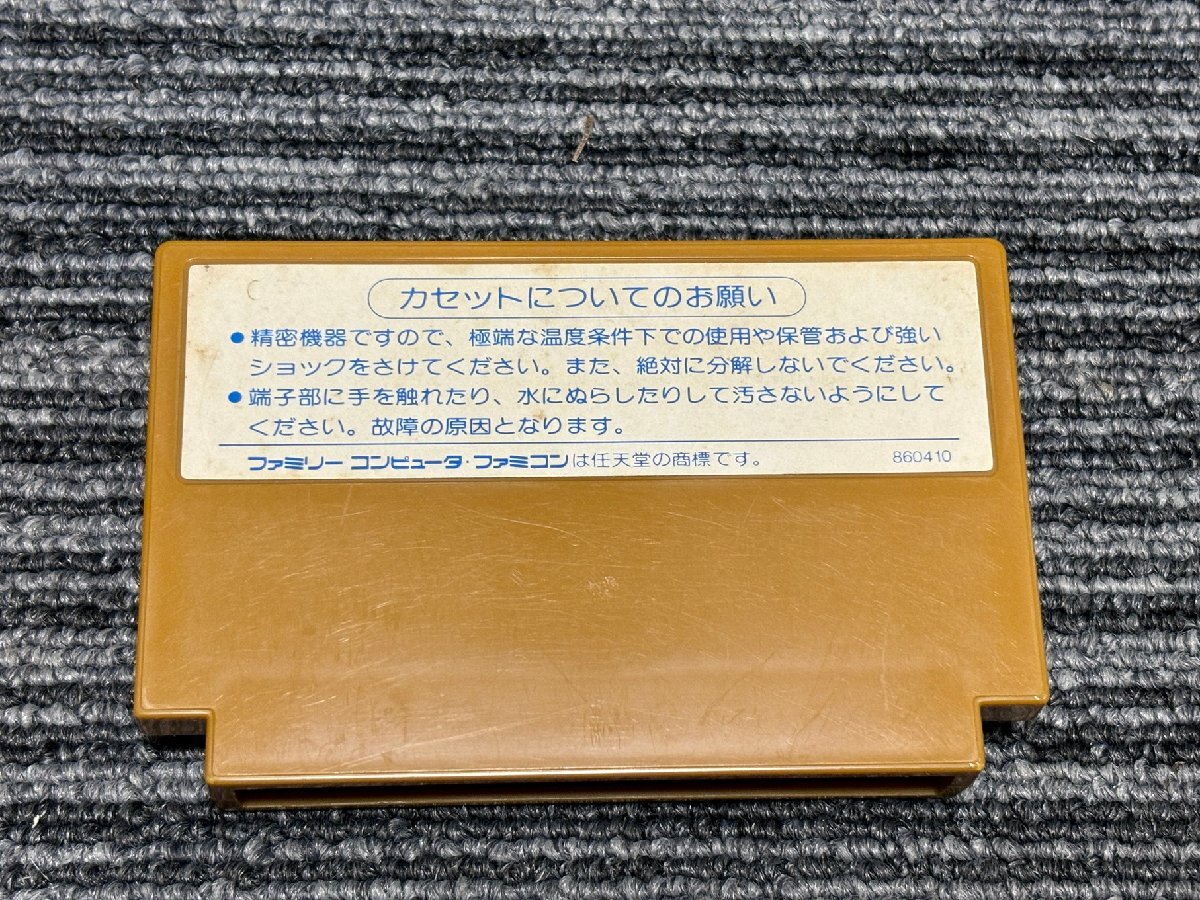 カセットについてのお願い
●精密機器ですので、極端な温度条件下での使用や保管および強い
ショックをさけてください。また、絶対に分解しないでください。
●端子部に手を触れたり、水にぬらしたりして汚さないようにして
ください。故障の原因となります。
ファミリーコンピュータ・ファミコンは任天堂の商標です。 860410